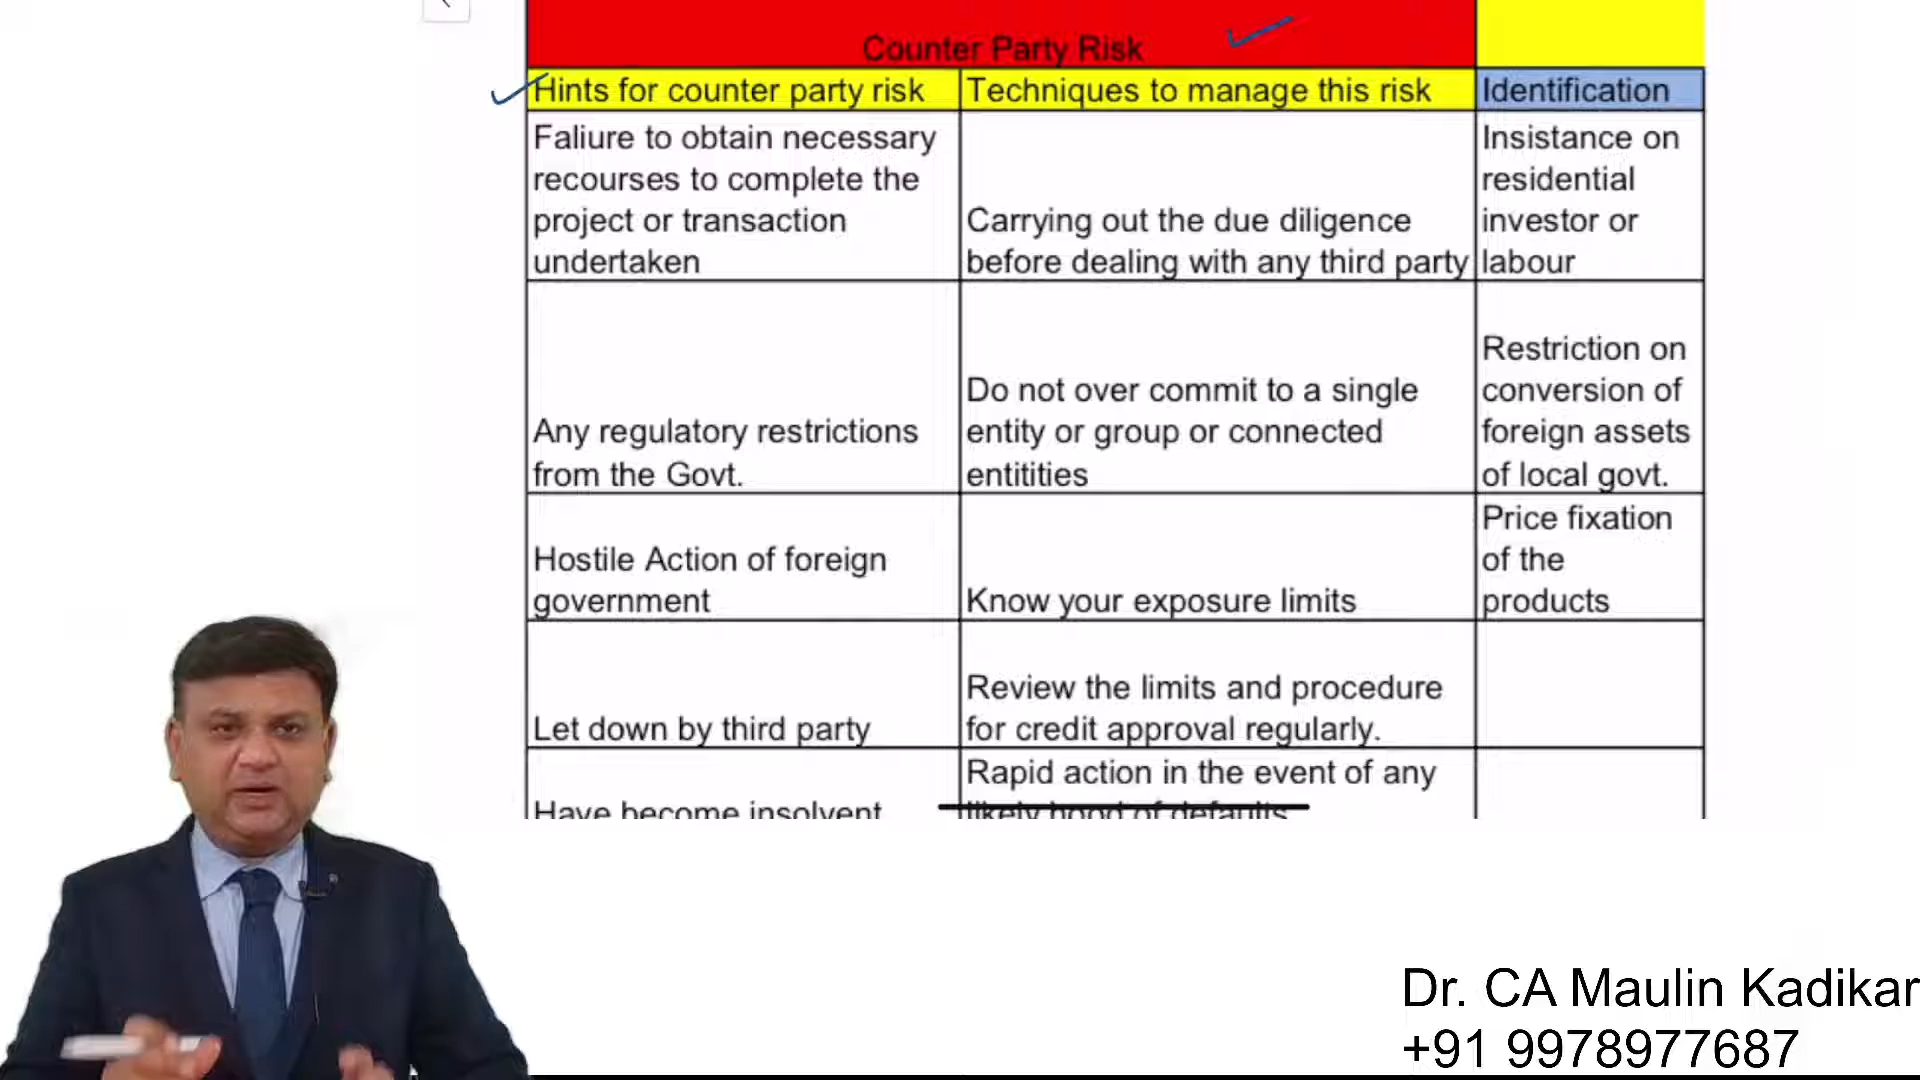 Counter Party Risk
Hints for counter party risk
Techniques to manage this risk
Identification
Faliure to obtain necessary
recourses to complete the
project or transaction
undertaken
Carrying out the due diligence
before dealing with any third party
Insistance on
residential
investor or
labour
Any regulatory restrictions
from the Govt.
Do not over commit to a single
entity or group or connected
entitities
Restriction on
conversion of
foreign assets
of local govt.
Hostile Action of foreign
government
Know your exposure limits
Price fixation
of the
products
Let down by third party
Review the limits and procedure
for credit approval regularly.
Have become insolvent
Rapid action in the event of any
likely hood of defaults
Dr. CA Maulin Kadikar
+91 9978977687